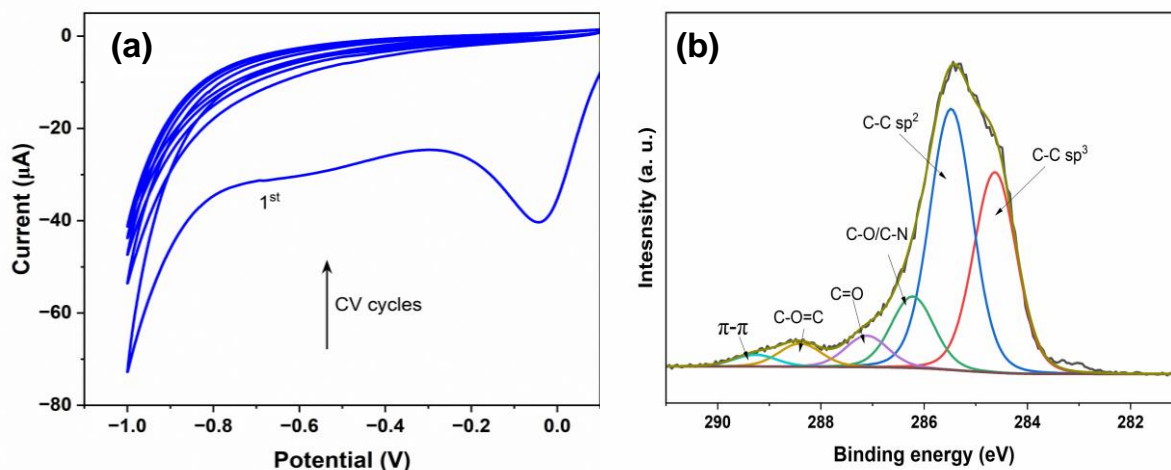 (a)
0
−20
−40
−60
−80
Current (µA)
1st
CV cycles
−1.0 −0.8 −0.6 −0.4 −0.2 0.0
Potential (V)
(b)
Intesnsity (a. u.)
C-C sp2
C-C sp3
C-O/C-N
C=O
C-O=C
π-π
290 288 286 284 282
Binding energy (eV)